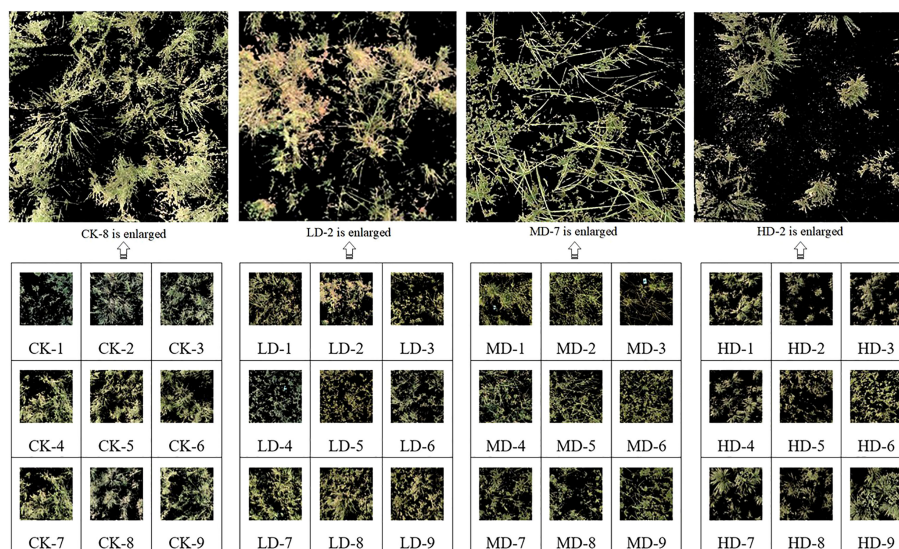 CK-8 is enlarged LD-2 is enlarged MD-7 is enlarged HD-2 is enlarged
CK-1 CK-2 CK-3 LD-1 LD-2 LD-3 MD-1 MD-2 MD-3 HD-1 HD-2 HD-3
CK-4 CK-5 CK-6 LD-4 LD-5 LD-6 MD-4 MD-5 MD-6 HD-4 HD-5 HD-6
CK-7 CK-8 CK-9 LD-7 LD-8 LD-9 MD-7 MD-8 MD-9 HD-7 HD-8 HD-9